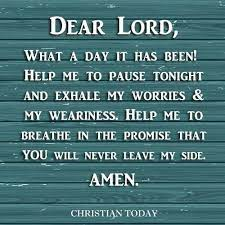 DEAR LORD,
WHAT A DAY IT HAS BEEN!
HELP ME TO PAUSE TONIGHT
AND EXHALE MY WORRIES &
MY WEARINESS. HELP ME TO
BREATHE IN THE PROMISE THAT
YOU WILL NEVER LEAVE MY SIDE.
AMEN.
CHRISTIAN TODAY